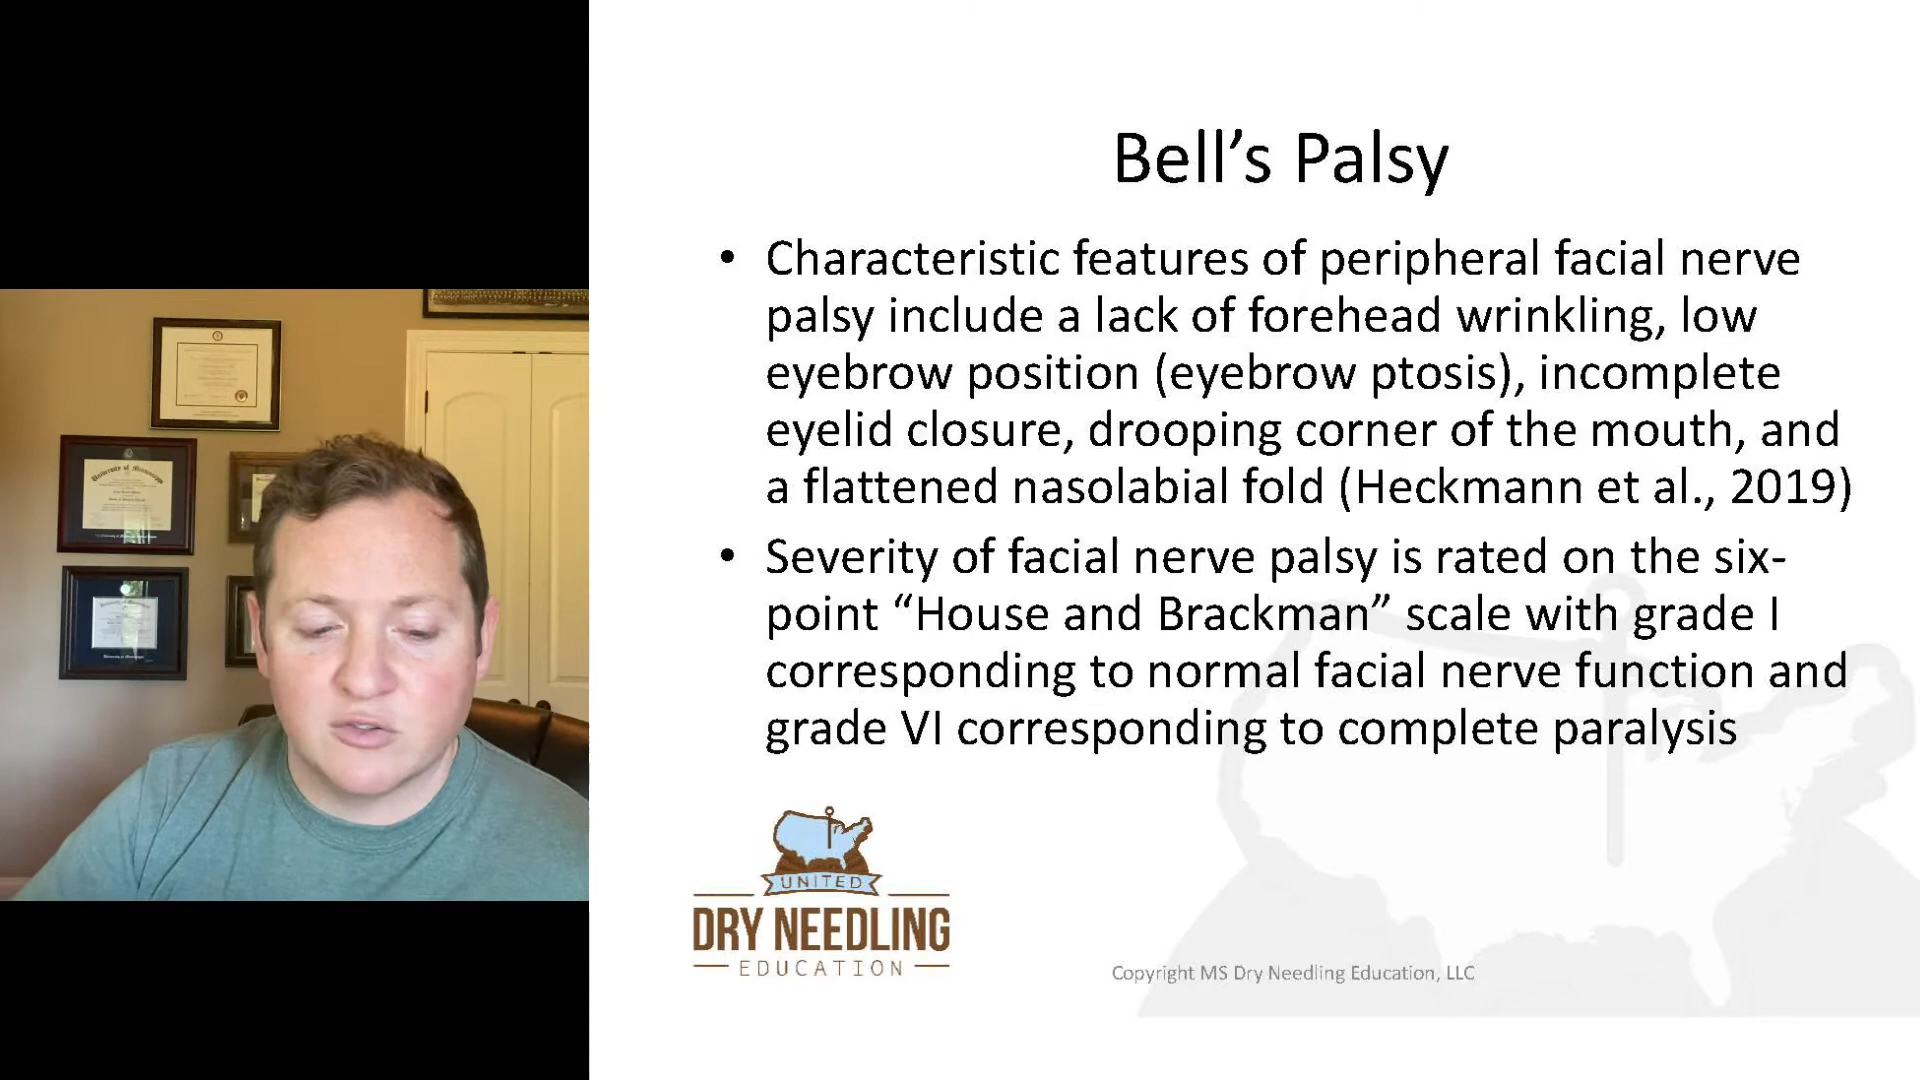 Bell’s Palsy
• Characteristic features of peripheral facial nerve
palsy include a lack of forehead wrinkling, low
eyebrow position (eyebrow ptosis), incomplete
eyelid closure, drooping corner of the mouth, and
a flattened nasolabial fold (Heckmann et al., 2019)
• Severity of facial nerve palsy is rated on the six-
point “House and Brackman” scale with grade I
corresponding to normal facial nerve function and
grade VI corresponding to complete paralysis
UNITED
DRY NEEDLING
EDUCATION
Copyright MS Dry Needling Education, LLC